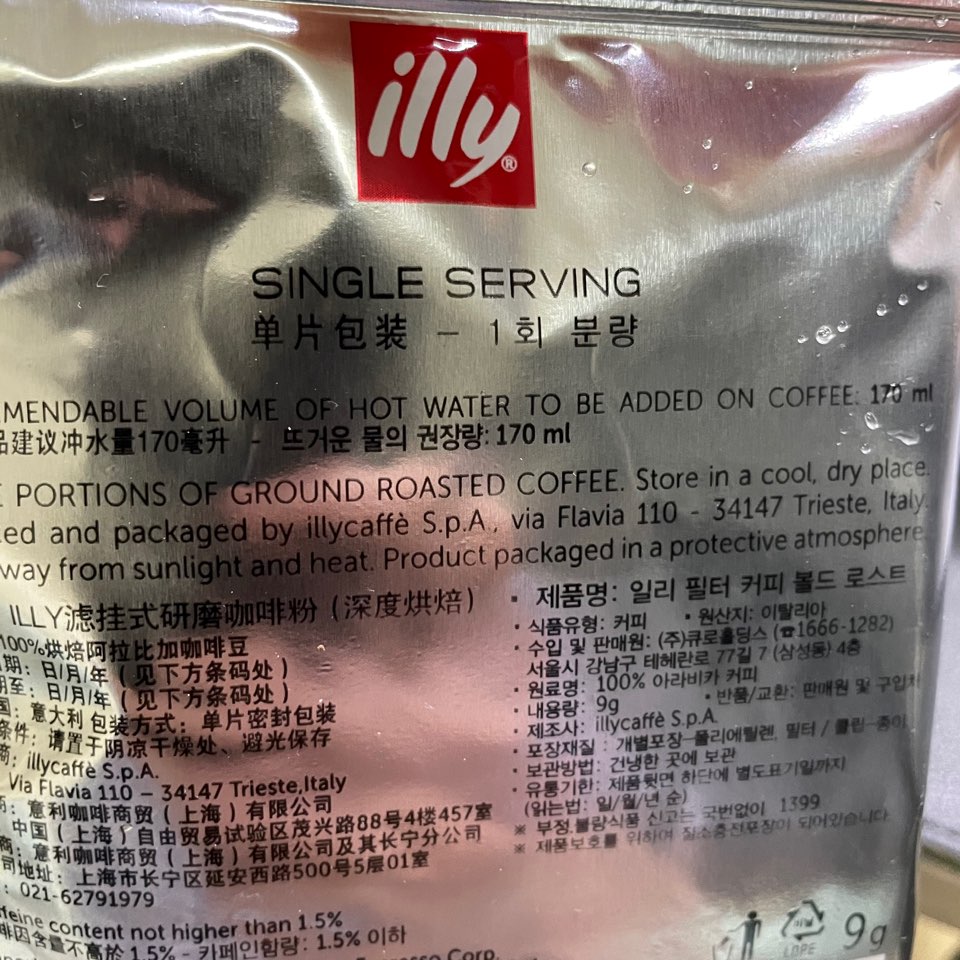 illy®
SINGLE SERVING
单片包装 - 1회 분량
MENDABLE VOLUME OF HOT WATER TO BE ADDED ON COFFEE: 170 ml
品建议冲水量170毫升 - 뜨거운 물의 권장량: 170 ml
PORTIONS OF GROUND ROASTED COFFEE. Store in a cool, dry place.
ed and packaged by illycaffè S.p.A., via Flavia 110 - 34147 Trieste, Italy.
way from sunlight and heat. Product packaged in a protective atmosphere.
ILLY滤挂式研磨咖啡粉(深度烘焙)
100%烘焙阿拉比加咖啡豆
期: 日/月/年(见下方条码处)
至: 日/月/年(见下方条码处)
国: 意大利 包装方式: 单片密封包装
条件: 请置于阴凉干燥处、避光保存
商: illycaffè S.p.A.
Via Flavia 110 – 34147 Trieste,Italy
意利咖啡商贸(上海)有限公司
中国(上海)自由贸易试验区茂兴路88号4楼457室
商: 意利咖啡商贸(上海)有限公司及其长宁分公司
司地址: 上海市长宁区延安西路500号5层01室
: 021-62791979
· 제품명: 일리 필터 커피 볼드 로스트
· 식품유형: 커피 · 원산지: 이탈리아
· 수입 및 판매원: (주)큐로홀딩스 (☎1666-1282)
서울시 강남구 테헤란로 77길 7 (삼성동) 4층
· 원료명: 100% 아라비카 커피
· 내용량: 9g · 반품/교환: 판매원 및 구입처
· 제조사: illycaffè S.p.A.
· 포장재질 : 개별포장-폴리에틸렌, 필터 / 클립-종이
· 보관방법: 건냉한 곳에 보관
· 유통기한: 제품뒷면 하단에 별도표기일까지
(읽는법: 일/월/년 순)
※ 부정.불량식품 신고는 국번없이 1399
※ 제품보호를 위하여 질소충전포장이 되어있습니다.
feine content not higher than 1.5%
啡因含量不高於 1.5% - 카페인함량: 1.5% 이하
Corp.
LDPE
9g